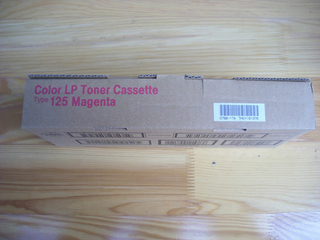 Color LP Toner Cassette
Type 125 Magenta